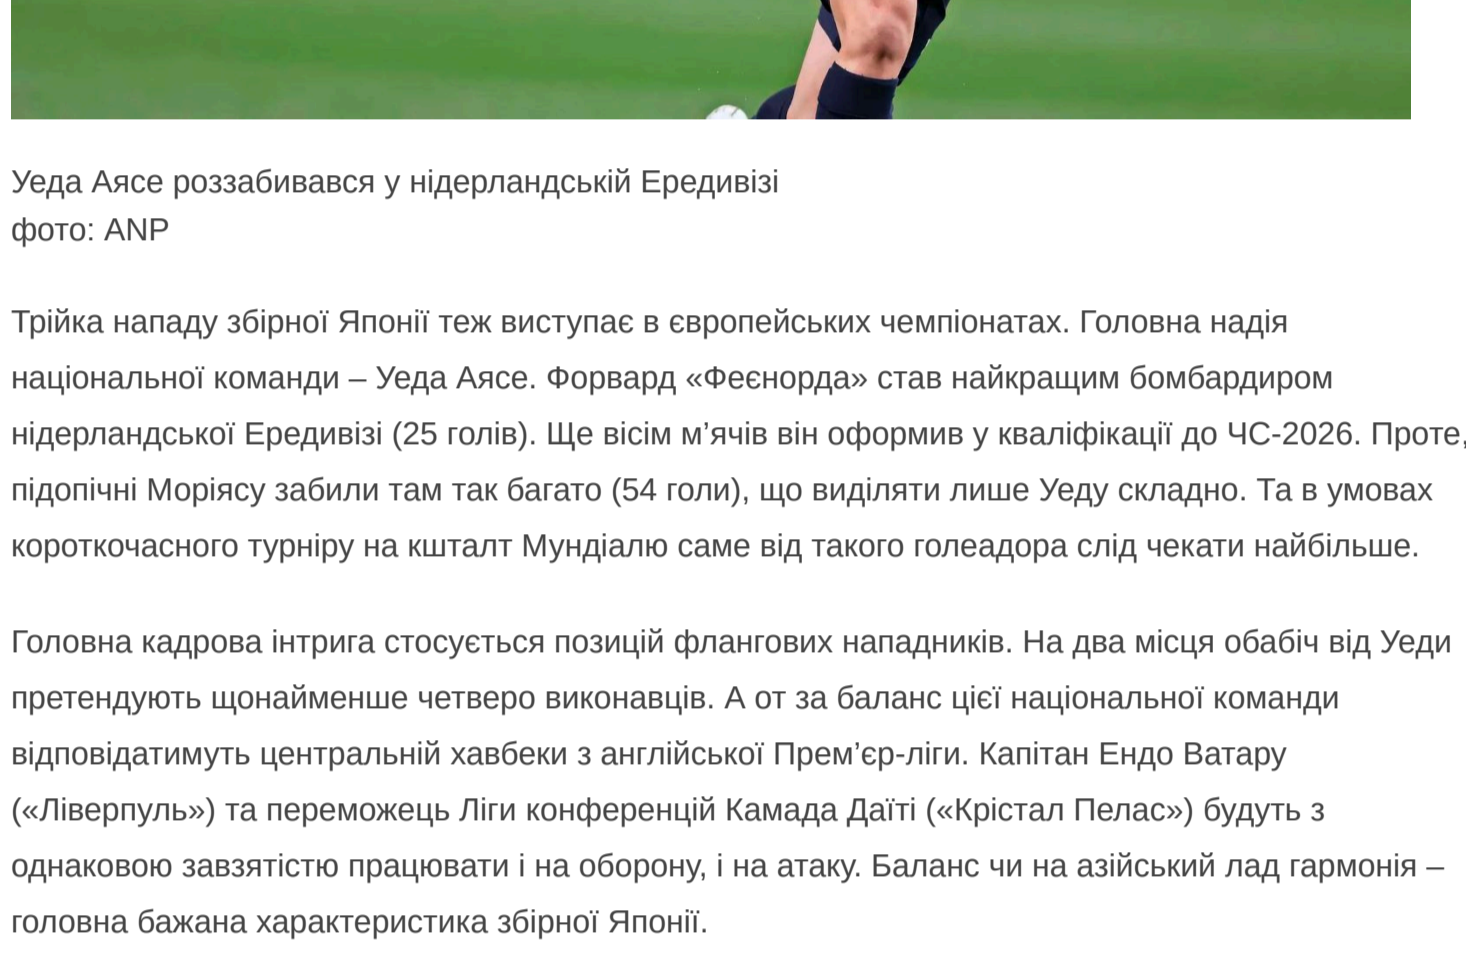 Уеда Аясе роззабивався у нідерландській Ередивізі
фото: ANP
Трійка нападу збірної Японії теж виступає в європейських чемпіонатах. Головна надія
національної команди – Уеда Аясе. Форвард «Феєнорда» став найкращим бомбардиром
нідерландської Ередивізі (25 голів). Ще вісім м’ячів він оформив у кваліфікації до ЧС-2026. Проте,
підопічні Моріясу забили там так багато (54 голи), що виділяти лише Уеду складно. Та в умовах
короткочасного турніру на кшталт Мундіалю саме від такого голеадора слід чекати найбільше.
Головна кадрова інтрига стосується позицій флангових нападників. На два місця обабіч від Уеди
претендують щонайменше четверо виконавців. А от за баланс цієї національної команди
відповідатимуть центральній хавбеки з англійської Прем’єр-ліги. Капітан Ендо Ватару
(«Ліверпуль») та переможець Ліги конференцій Камада Даїті («Крістал Пелас») будуть з
однаковою завзятістю працювати і на оборону, і на атаку. Баланс чи на азійський лад гармонія –
головна бажана характеристика збірної Японії.